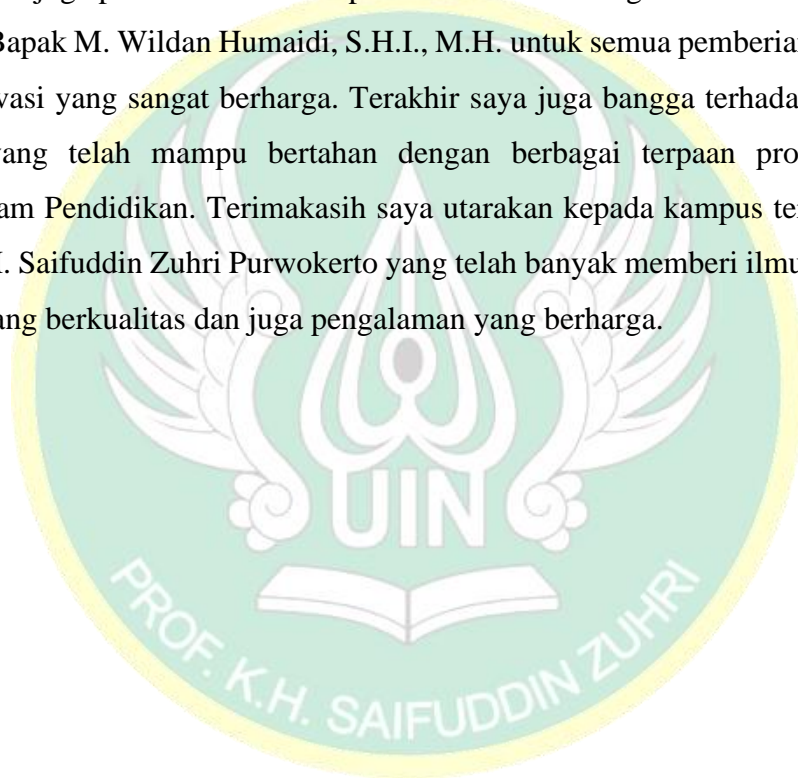 Bapak M. Wildan Humaidi, S.H.I., M.H. untuk semua pemberian
vasi yang sangat berharga. Terakhir saya juga bangga terhada
yang telah mampu bertahan dengan berbagai terpaan pro
am Pendidikan. Terimakasih saya utarakan kepada kampus te
. Saifuddin Zuhri Purwokerto yang telah banyak memberi ilmu
ang berkualitas dan juga pengalaman yang berharga.
UIN
PROF. K.H. SAIFUDDIN ZUHRI